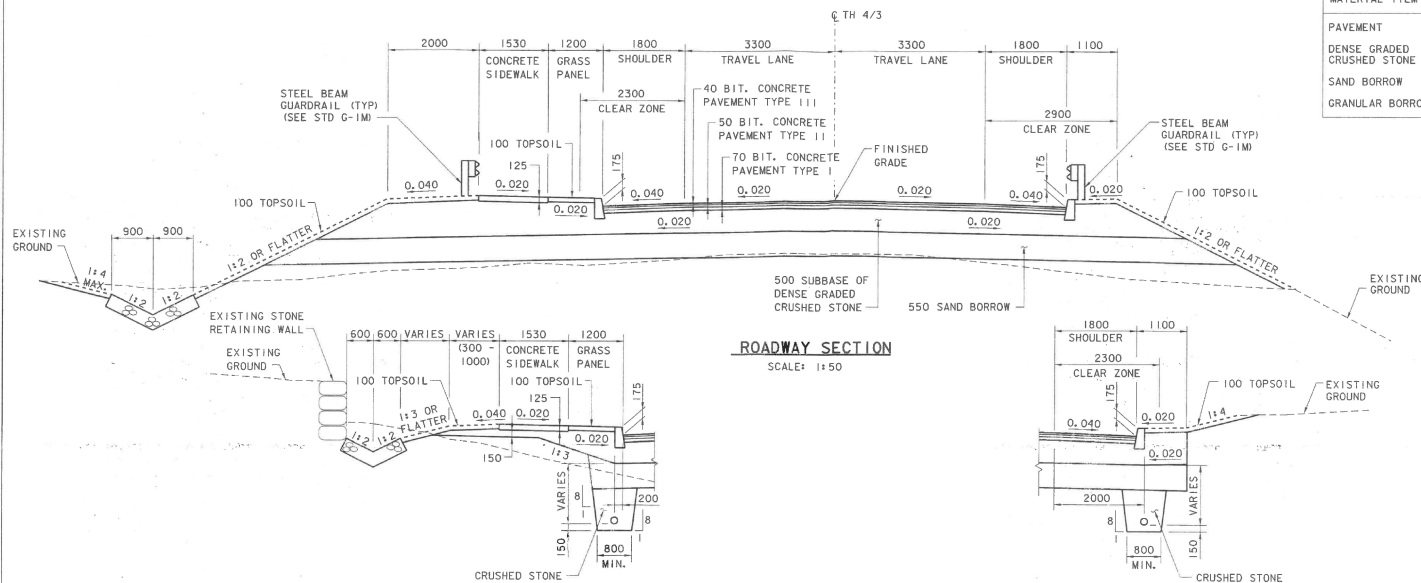 ℄ TH 4/3
MATERIAL ITEM
PAVEMENT
DENSE GRADED
CRUSHED STONE
SAND BORROW
GRANULAR BORRO
2000
1530
1200
1800
3300
3300
1800
1100
CONCRETE
SIDEWALK
GRASS
PANEL
SHOULDER
TRAVEL LANE
TRAVEL LANE
SHOULDER
STEEL BEAM
GUARDRAIL (TYP)
(SEE STD G-1M)
2300
CLEAR ZONE
40 BIT. CONCRETE
PAVEMENT TYPE III
50 BIT. CONCRETE
PAVEMENT TYPE II
70 BIT. CONCRETE
PAVEMENT TYPE I
FINISHED
GRADE
2900
CLEAR ZONE
STEEL BEAM
GUARDRAIL (TYP)
(SEE STD G-1M)
100 TOPSOIL
125
175
175
0.040
0.020
0.020
0.040
0.020
0.020
0.040
0.020
0.020
0.020
100 TOPSOIL
100 TOPSOIL
EXISTING
GROUND
900
900
1:4
MAX.
1:2
1:2
1:2 OR FLATTER
1:2 OR FLATTER
500 SUBBASE OF
DENSE GRADED
CRUSHED STONE
550 SAND BORROW
EXISTING
GROUND
ROADWAY SECTION
SCALE: 1:50
EXISTING STONE
RETAINING WALL
EXISTING
GROUND
600
600
VARIES
VARIES
(300 -
1000)
1530
CONCRETE
SIDEWALK
1200
GRASS
PANEL
100 TOPSOIL
100 TOPSOIL
125
175
1:3 OR
FLATTER
0.040
0.020
0.020
1:2
1:2
150
1:3
VARIES
200
8
1
8
1
150
800
MIN.
CRUSHED STONE
1800
SHOULDER
1100
2300
CLEAR ZONE
175
100 TOPSOIL
EXISTING
GROUND
0.040
0.020
1:4
0.020
2000
VARIES
8
1
8
1
150
800
MIN.
CRUSHED STONE